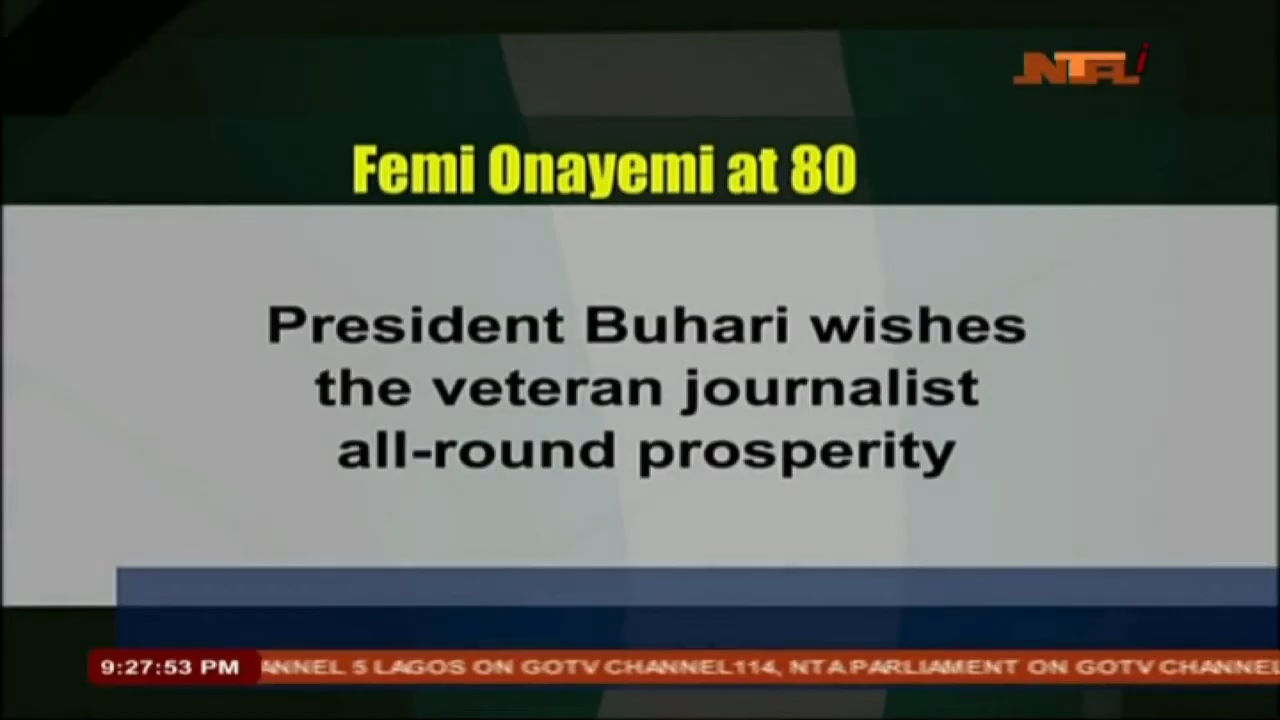 NTAi
Femi Onayemi at 80
President Buhari wishes
the veteran journalist
all-round prosperity
9:27:53 PM
ANNEL 5 LAGOS ON GOTV CHANNEL114, NTA PARLIAMENT ON GOTV CHANNEL